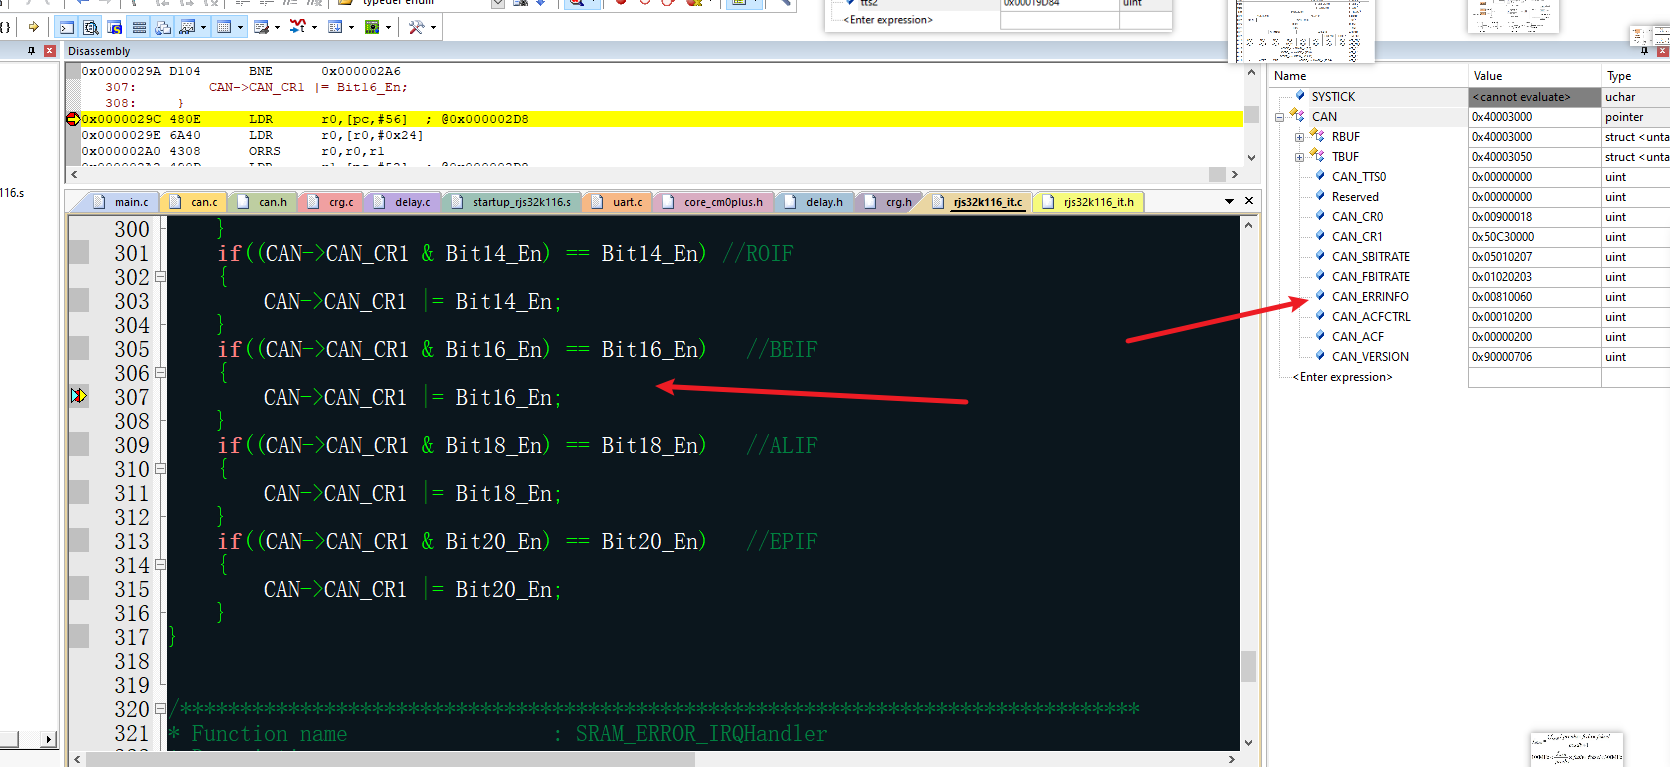 typedef enum
tts2 0x00019D84 uint
<Enter expression>
Disassembly
0x0000029A D104 BNE 0x000002A6
307: CAN->CAN_CR1 |= Bit16_En;
308: }
0x0000029C 480E LDR r0,[pc,#56] ; @0x000002D8
0x0000029E 6A40 LDR r0,[r0,#0x24]
0x000002A0 4308 ORRS r0,r0,r1
116.s
main.c can.c can.h crg.c delay.c startup_rjs32k116.s uart.c core_cm0plus.h delay.h crg.h rjs32k116_it.c rjs32k116_it.h
300 }
301 if((CAN->CAN_CR1 & Bit14_En) == Bit14_En) //ROIF
302 {
303 CAN->CAN_CR1 |= Bit14_En;
304 }
305 if((CAN->CAN_CR1 & Bit16_En) == Bit16_En) //BEIF
306 {
307 CAN->CAN_CR1 |= Bit16_En;
308 }
309 if((CAN->CAN_CR1 & Bit18_En) == Bit18_En) //ALIF
310 {
311 CAN->CAN_CR1 |= Bit18_En;
312 }
313 if((CAN->CAN_CR1 & Bit20_En) == Bit20_En) //EPIF
314 {
315 CAN->CAN_CR1 |= Bit20_En;
316 }
317 }
318
319
320 /********************************************************************************
321 * Function name : SRAM_ERROR_IRQHandler
Name Value Type
SYSTICK <cannot evaluate> uchar
CAN 0x40003000 pointer
RBUF 0x40003000 struct <unta
TBUF 0x40003050 struct <unta
CAN_TTS0 0x00000000 uint
Reserved 0x00000000 uint
CAN_CR0 0x00900018 uint
CAN_CR1 0x50C30000 uint
CAN_SBITRATE 0x05010207 uint
CAN_FBITRATE 0x01020203 uint
CAN_ERRINFO 0x00810060 uint
CAN_ACFCTRL 0x00010200 uint
CAN_ACF 0x00000200 uint
CAN_VERSION 0x90000706 uint
<Enter expression>